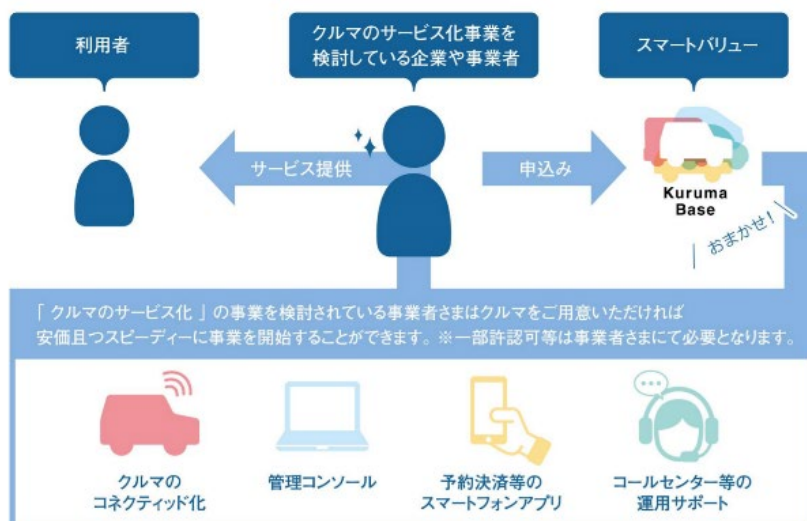 利用者
クルマのサービス化事業を
検討している企業や事業者
スマートバリュー
サービス提供
申込み
Kuruma
Base
おまかせ！
「クルマのサービス化」の事業を検討されている事業者さまはクルマをご用意いただければ
安価且つスピーディーに事業を開始することができます。※一部許認可等は事業者さまにて必要となります。
クルマの
コネクティッド化
管理コンソール
予約決済等の
スマートフォンアプリ
コールセンター等の
運用サポート